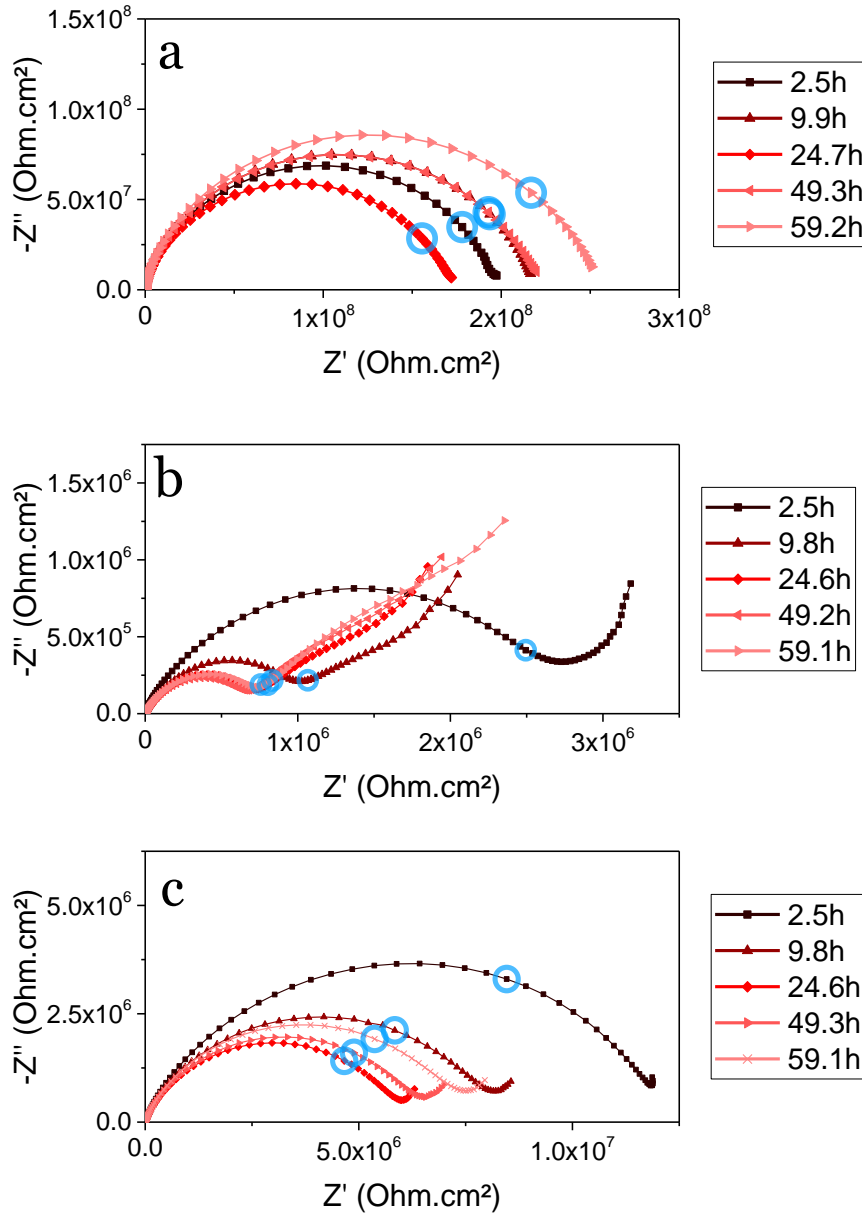 a
1.5x10⁸
1.0x10⁸
5.0x10⁷
0.0
-Z'' (Ohm.cm²)
0
1x10⁸
2x10⁸
3x10⁸
Z' (Ohm.cm²)
2.5h
9.9h
24.7h
49.3h
59.2h
b
1.5x10⁶
1.0x10⁶
5.0x10⁵
0.0
-Z'' (Ohm.cm²)
0
1x10⁶
2x10⁶
3x10⁶
Z' (Ohm.cm²)
2.5h
9.8h
24.6h
49.2h
59.1h
c
5.0x10⁶
2.5x10⁶
0.0
-Z'' (Ohm.cm²)
0.0
5.0x10⁶
1.0x10⁷
Z' (Ohm.cm²)
2.5h
9.8h
24.6h
49.3h
59.1h